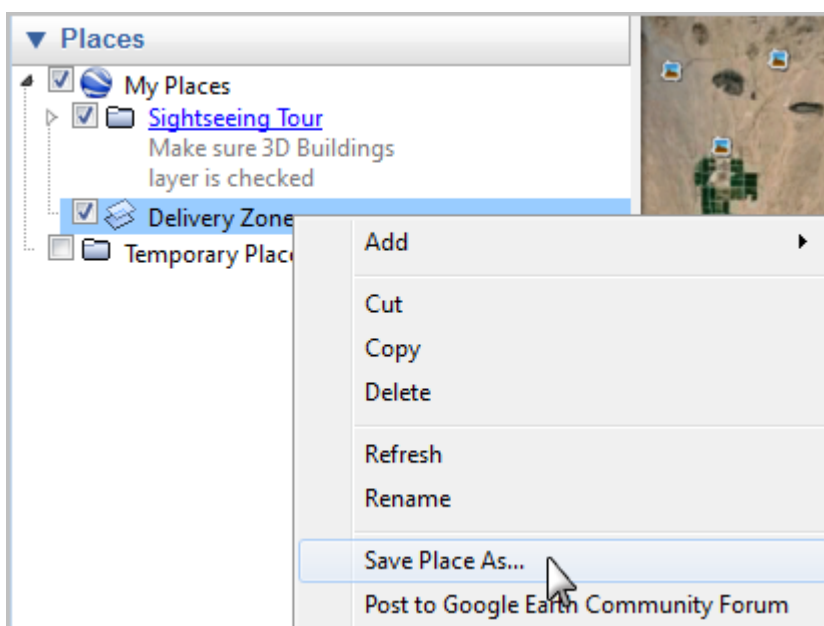 Places
My Places
Sightseeing Tour
Make sure 3D Buildings
layer is checked
Delivery Zone
Temporary Plac
Add
Cut
Copy
Delete
Refresh
Rename
Save Place As...
Post to Google Earth Community Forum